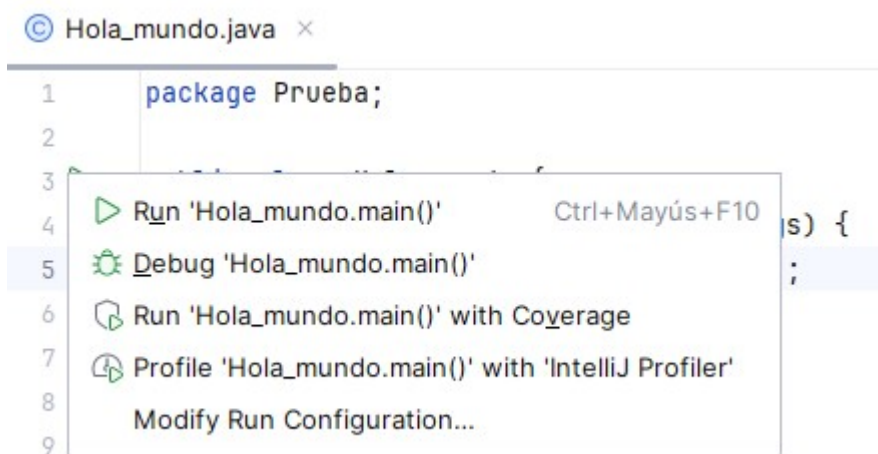 Hola_mundo.java
1 package Prueba;
2
3 {
4 s) {
5 ;
6
7
8
9
Run 'Hola_mundo.main()' Ctrl+Mayús+F10
Debug 'Hola_mundo.main()'
Run 'Hola_mundo.main()' with Coverage
Profile 'Hola_mundo.main()' with 'IntelliJ Profiler'
Modify Run Configuration...